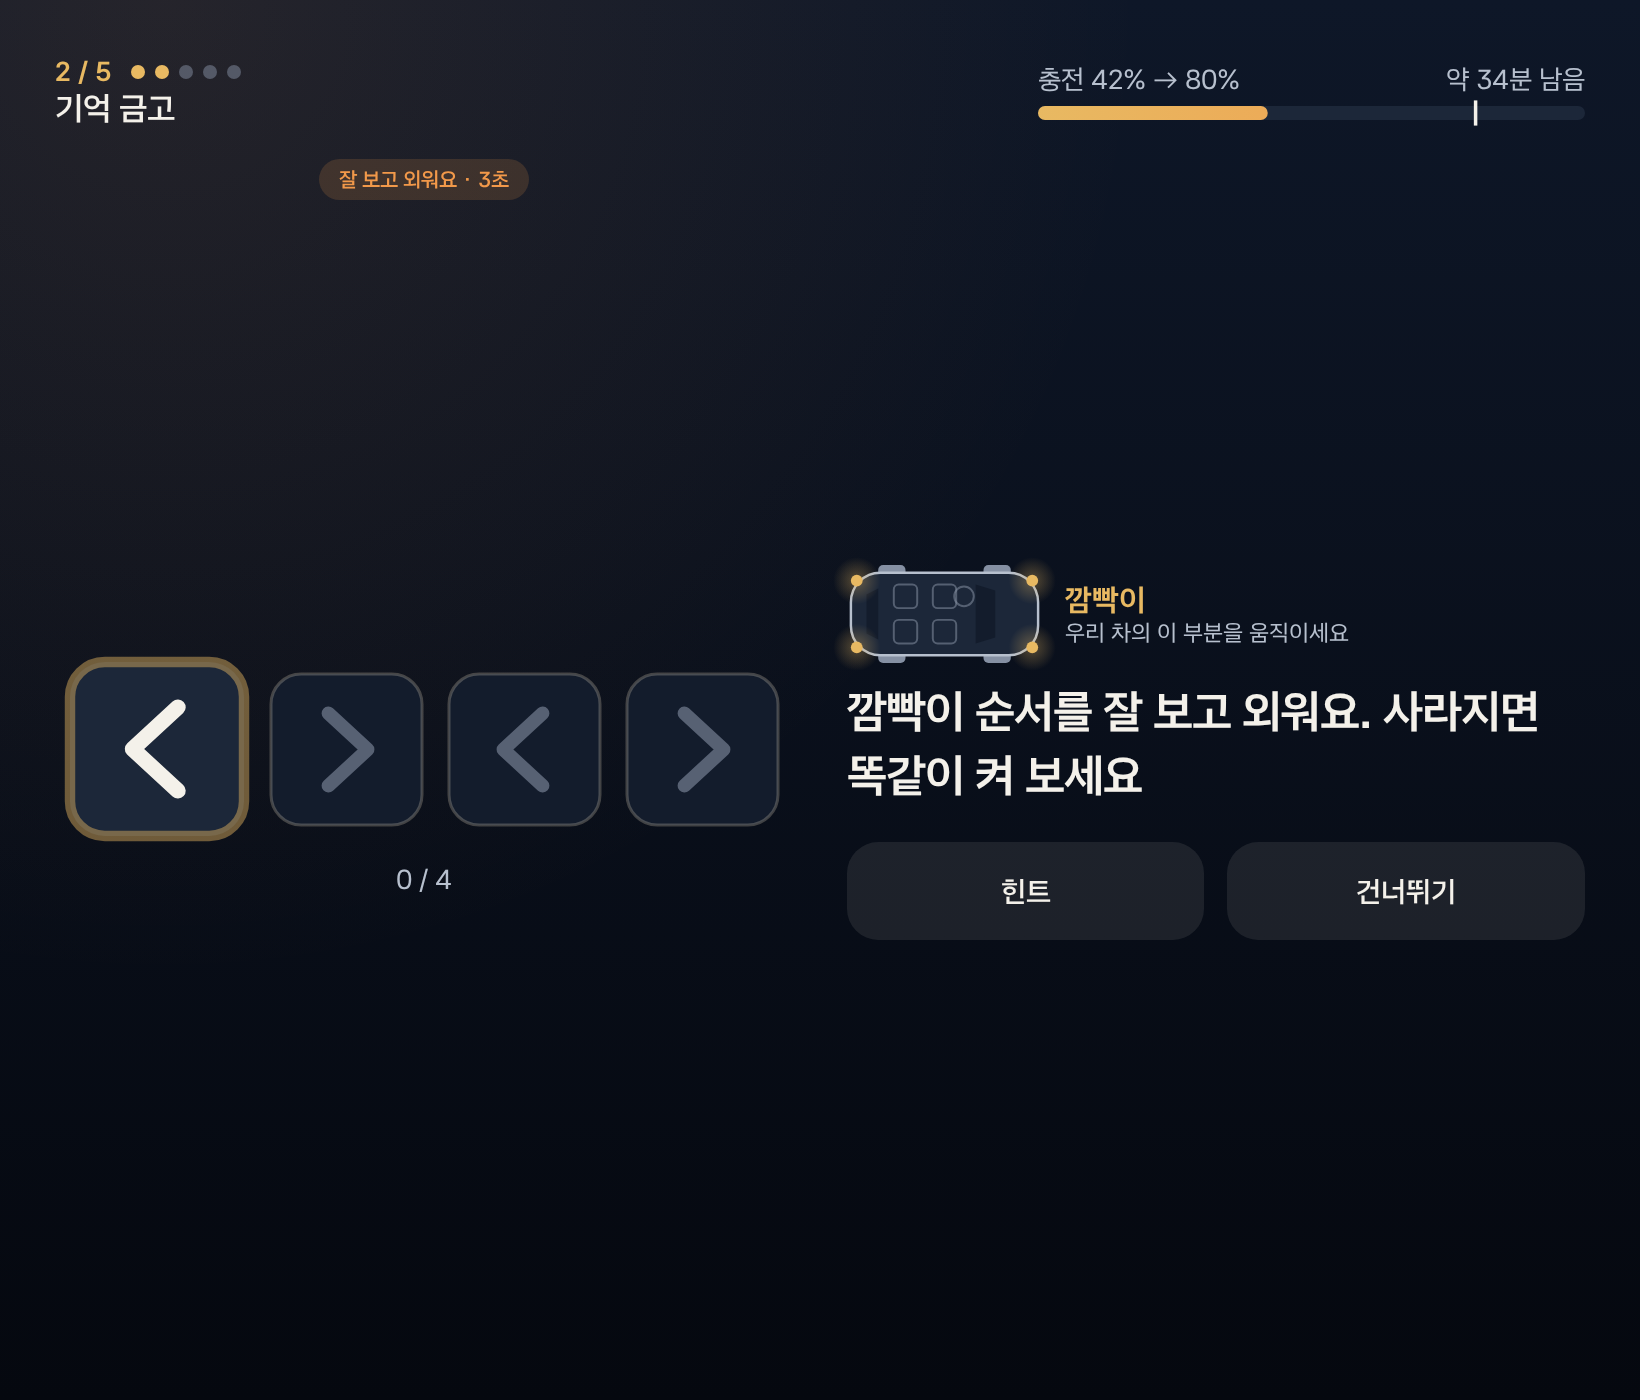 2 / 5
기억 금고
충전 42% → 80%
약 34분 남음
잘 보고 외워요 · 3초
0 / 4
깜빡이
우리 차의 이 부분을 움직이세요
깜빡이 순서를 잘 보고 외워요. 사라지면
똑같이 켜 보세요
힌트
건너뛰기